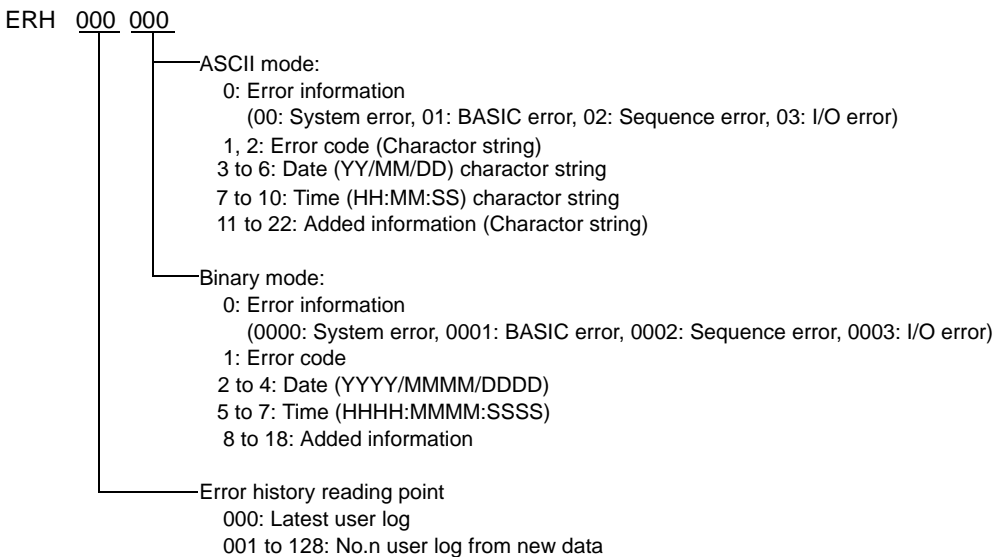 ERH 000 000
ASCII mode:
0: Error information
(00: System error, 01: BASIC error, 02: Sequence error, 03: I/O error)
1, 2: Error code (Charactor string)
3 to 6: Date (YY/MM/DD) charactor string
7 to 10: Time (HH:MM:SS) charactor string
11 to 22: Added information (Charactor string)
Binary mode:
0: Error information
(0000: System error, 0001: BASIC error, 0002: Sequence error, 0003: I/O error)
1: Error code
2 to 4: Date (YYYY/MMMM/DDDD)
5 to 7: Time (HHHH:MMMM:SSSS)
8 to 18: Added information
Error history reading point
000: Latest user log
001 to 128: No.n user log from new data